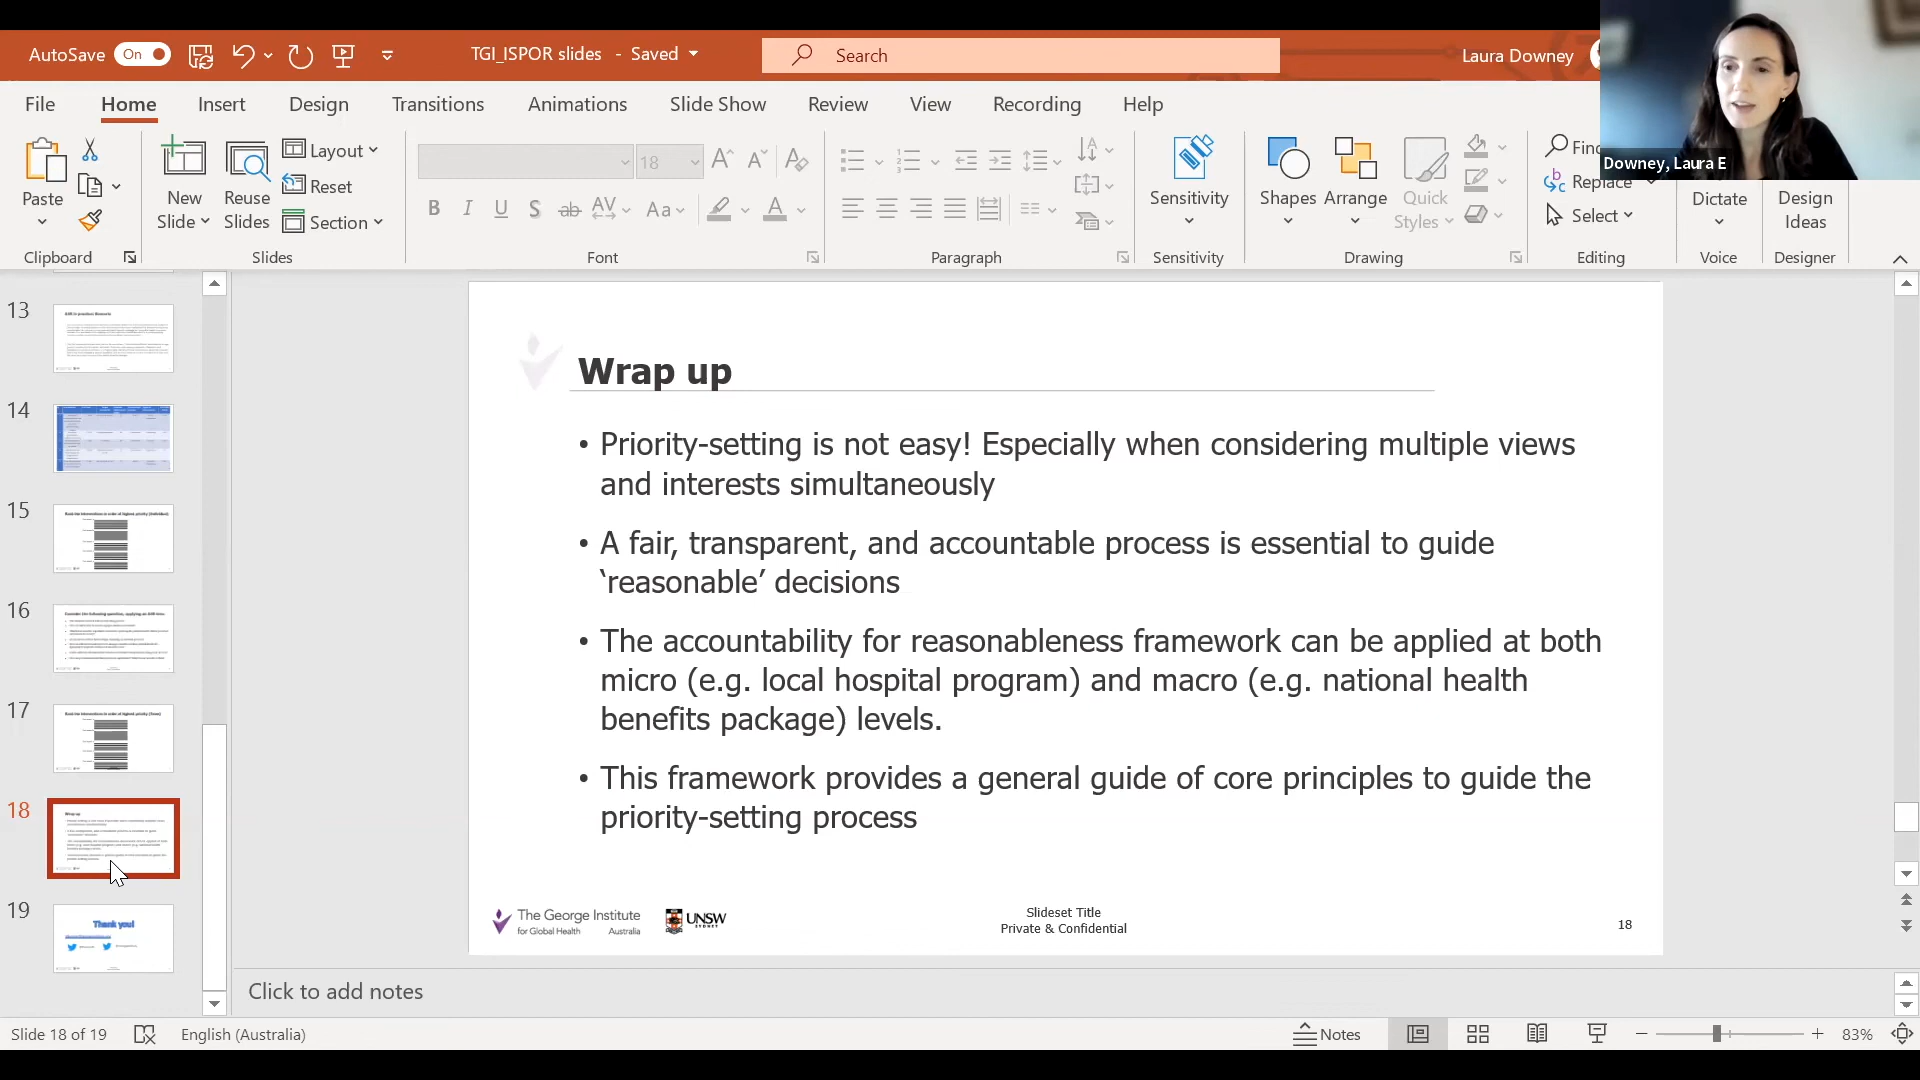 AutoSave On
TGI_ISPOR slides - Saved
Search
Laura Downey
File Home Insert Design Transitions Animations Slide Show Review View Recording Help
Paste
New Slide
Reuse Slides
Layout
Reset
Section
18
Sensitivity
Shapes
Arrange
Quick Styles
Replace
Select
Dictate
Design Ideas
Clipboard
Slides
Font
Paragraph
Sensitivity
Drawing
Editing
Voice
Designer
Downey, Laura E
13
14
15
16
17
18
19
Wrap up
Thank you!
Wrap up
• Priority-setting is not easy! Especially when considering multiple views
and interests simultaneously
• A fair, transparent, and accountable process is essential to guide
‘reasonable’ decisions
• The accountability for reasonableness framework can be applied at both
micro (e.g. local hospital program) and macro (e.g. national health
benefits package) levels.
• This framework provides a general guide of core principles to guide the
priority-setting process
The George Institute
for Global Health Australia
UNSW
SYDNEY
Slideset Title
Private & Confidential
18
Click to add notes
Slide 18 of 19
English (Australia)
Notes
83%